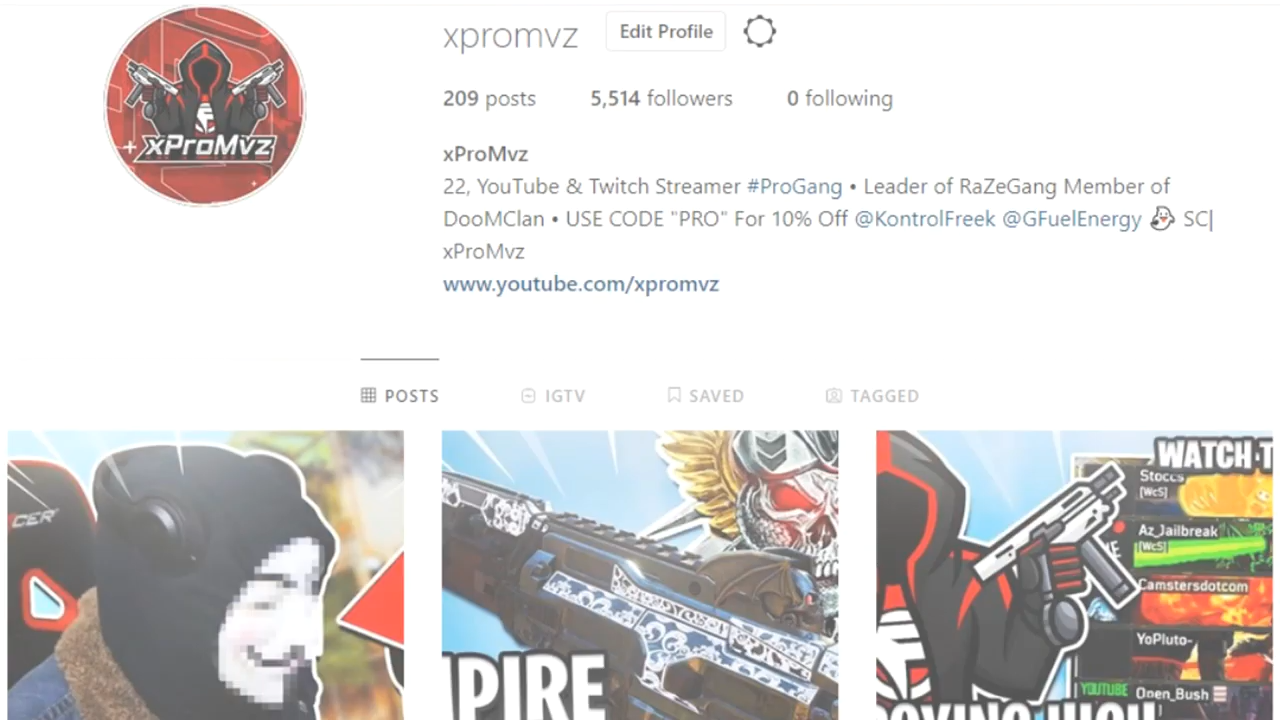 xpromvz Edit Profile
209 posts 5,514 followers 0 following
xProMvz
xProMvz
22, YouTube & Twitch Streamer #ProGang • Leader of RaZeGang Member of
DooMClan • USE CODE "PRO" For 10% Off @KontrolFreek @GFuelEnergy 👻 SC|
xProMvz
www.youtube.com/xpromvz
POSTS IGTV SAVED TAGGED
CER
PIRE
WATCH T
Stoccs
[WcS]
Az_Jailbreak
[WcS]
Camstersdotcom
YoPluto-
YOUTUBE Open_Bush